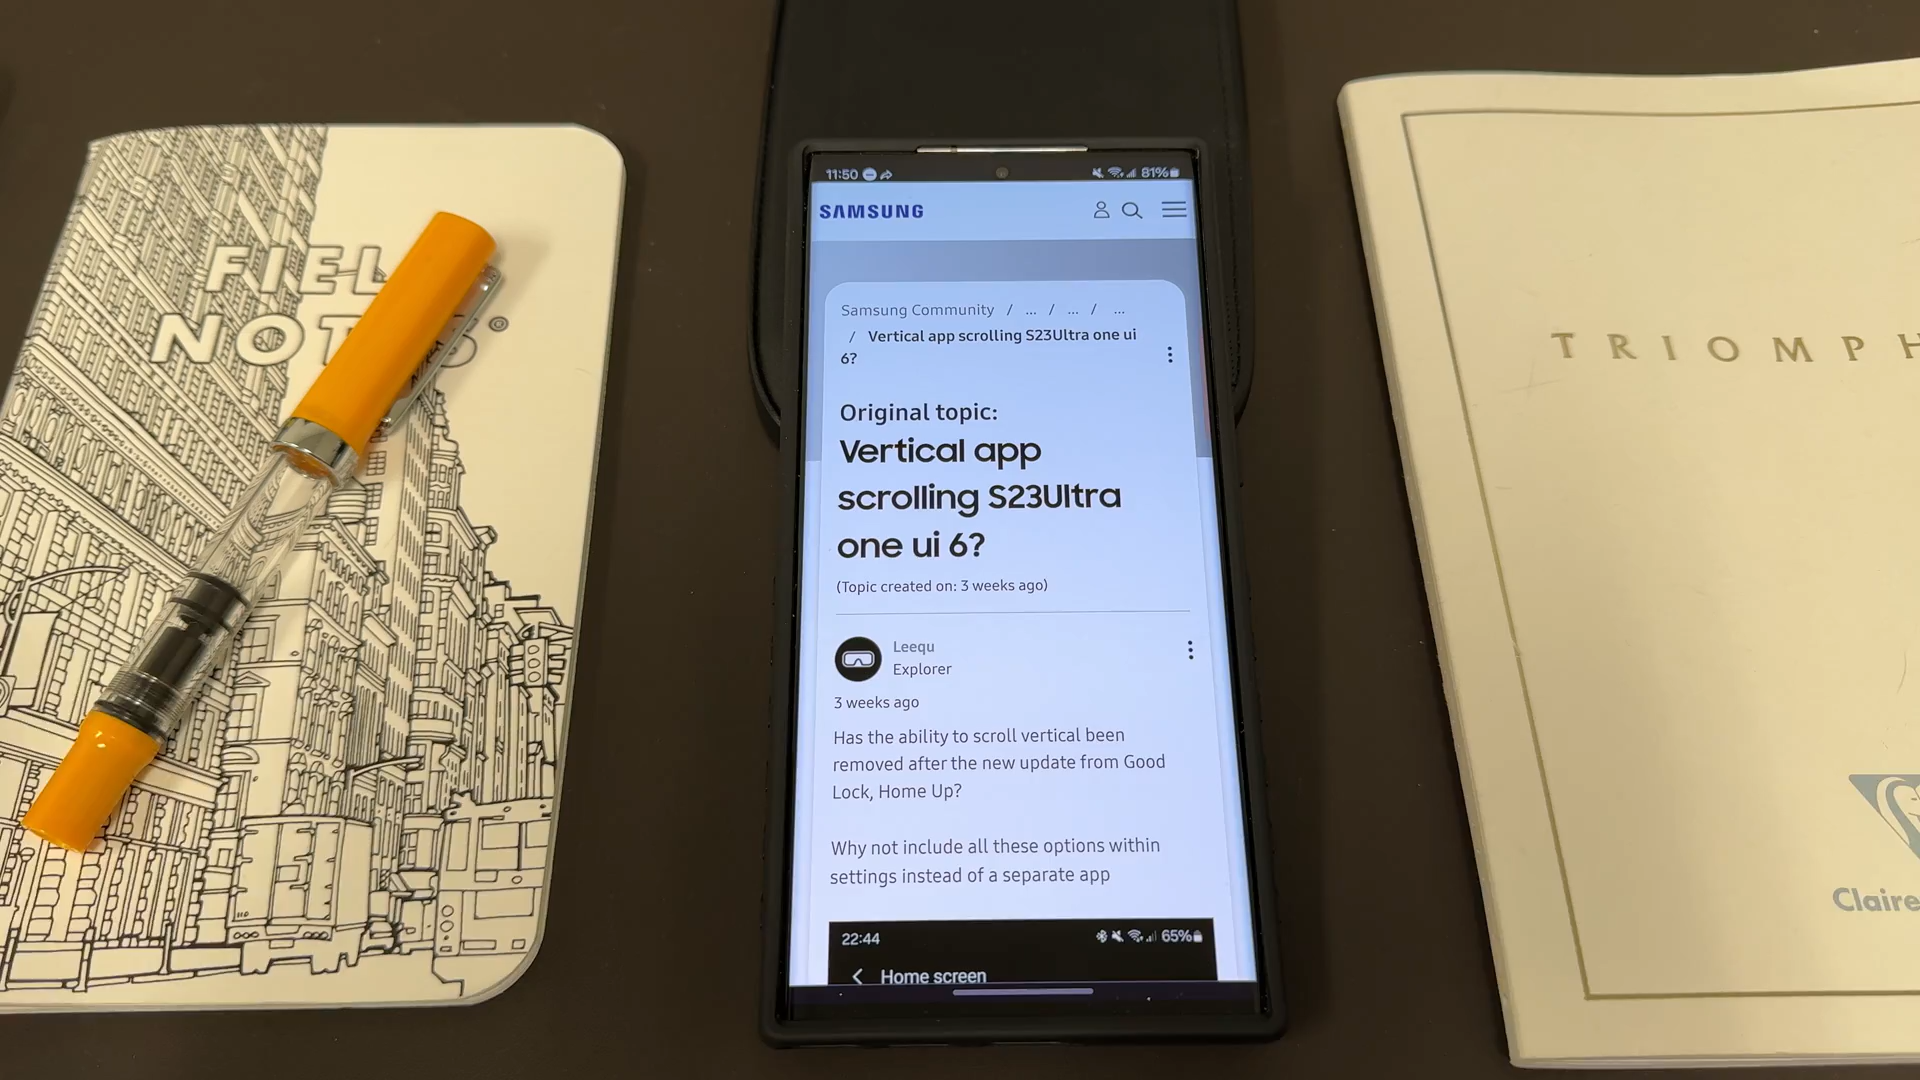 FIEL
NOTES®
11:50
81%
SAMSUNG
Samsung Community / ... / ... / ...
/ Vertical app scrolling S23Ultra one ui
6?
Original topic:
Vertical app
scrolling S23Ultra
one ui 6?
(Topic created on: 3 weeks ago)
Leequ
Explorer
3 weeks ago
Has the ability to scroll vertical been
removed after the new update from Good
Lock, Home Up?
Why not include all these options within
settings instead of a separate app
22:44
65%
Home screen
TRIOMPH
Claire